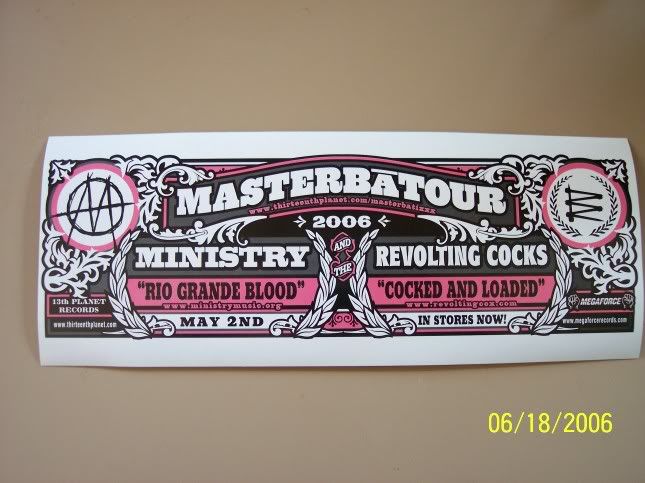 MASTERBATOUR
www.thirteenthplanet.com/masterbatixxx
2006
MINISTRY
AND
THE
REVOLTING COCKS
"RIO GRANDE BLOOD"
www.ministrymusic.org
MAY 2ND
"COCKED AND LOADED"
www.revoltingcox.com
IN STORES NOW!
13th PLANET
RECORDS
www.thirteenthplanet.com
MEGAFORCE
www.megaforcerecords.com
06/18/2006